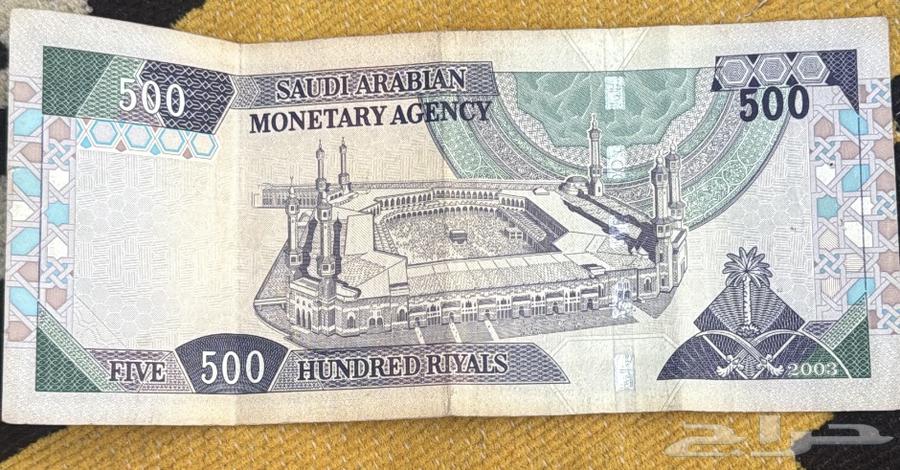 500
SAUDI ARABIAN
MONETARY AGENCY
500
FIVE 500 HUNDRED RIYALS
2003
حراج